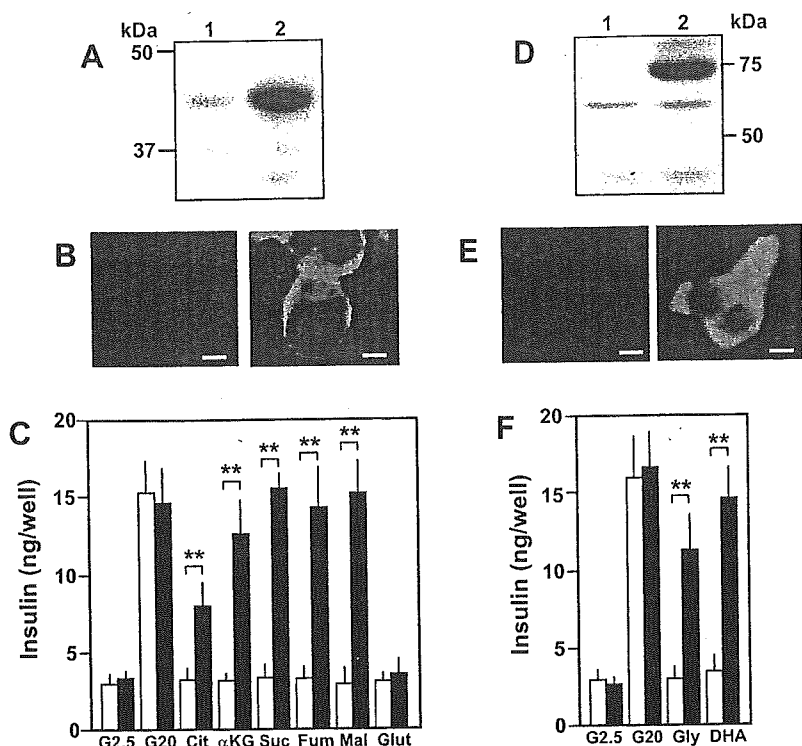 kDa 1 2
A
50
37
1 2 kDa
D
75
50
B
E
C
Insulin (ng/well)
20
15
10
5
0
** ** ** ** **
G2.5 G20 Cit αKG Suc Fum Mal Glut
F
Insulin (ng/well)
20
15
10
5
0
** **
G2.5 G20 Gly DHA